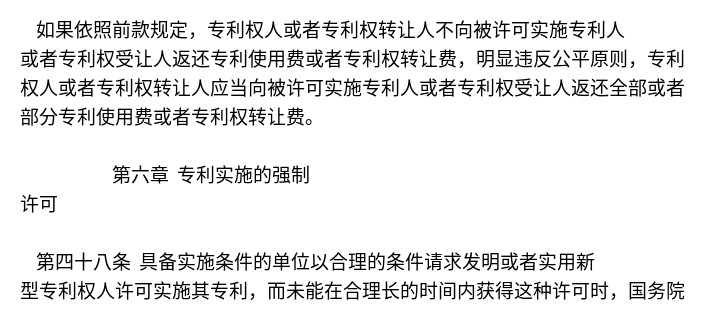 如果依照前款规定，专利权人或者专利权转让人不向被许可实施专利人
或者专利权受让人返还专利使用费或者专利权转让费，明显违反公平原则，专利
权人或者专利权转让人应当向被许可实施专利人或者专利权受让人返还全部或者
部分专利使用费或者专利权转让费。
第六章 专利实施的强制
许可
第四十八条 具备实施条件的单位以合理的条件请求发明或者实用新
型专利权人许可实施其专利，而未能在合理长的时间内获得这种许可时，国务院